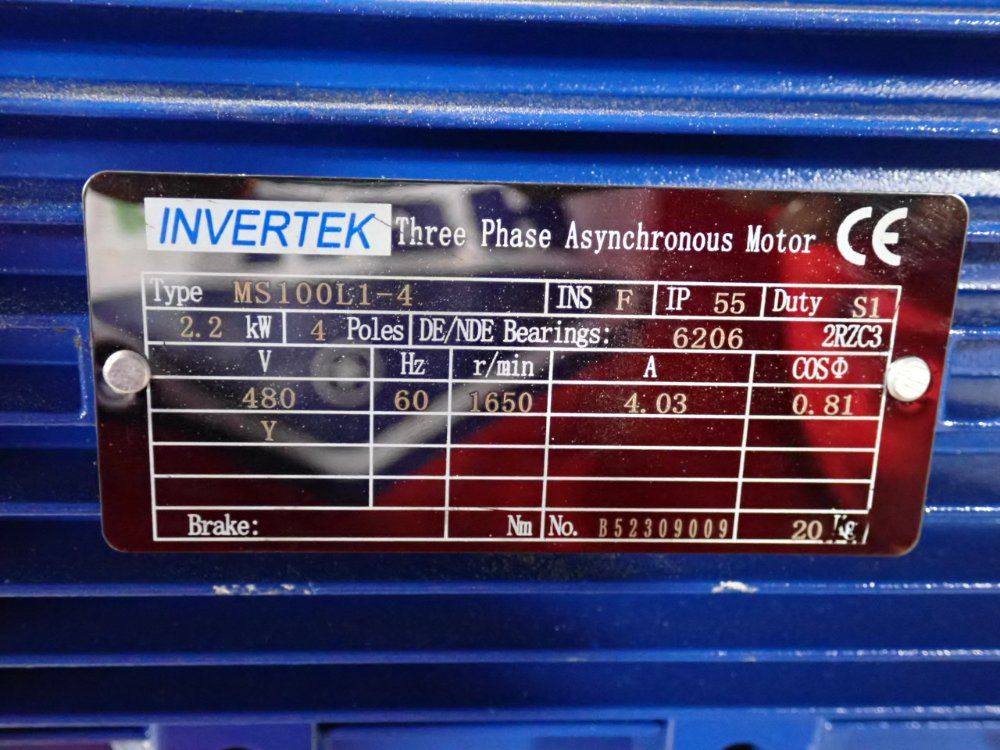 INVERTEK Three Phase Asynchronous Motor CE
Type MS100L1-4 INS F IP 55 Duty S1
2.2 kW 4 Poles DE/NDE Bearings: 6206 2RZC3
V Hz r/min A COSΦ
480 60 1650 4.03 0.81
Y
Brake: Nm No. B52309009 20 Kg